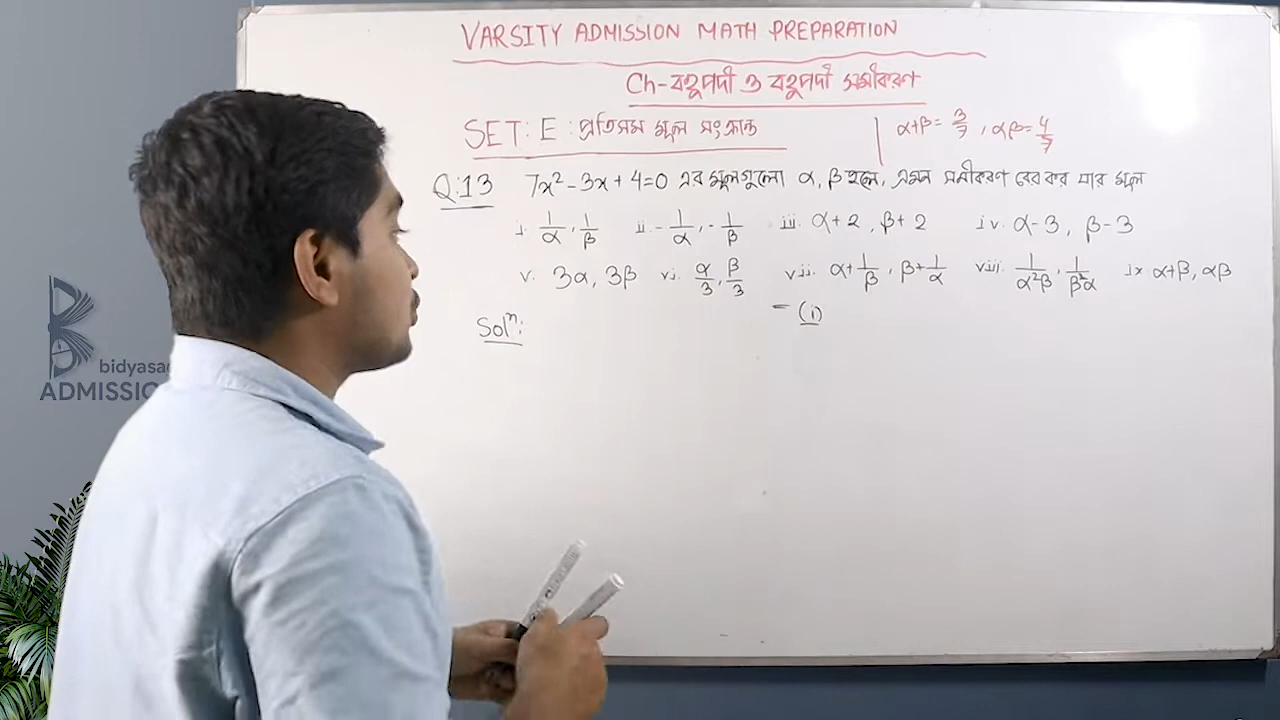 VARSITY ADMISSION MATH PREPARATION
Ch-বহুপদী ও বহুপদী সমীকরণ
SET: E : প্রতিসম মূল সংক্রান্ত
α+β = 3/7 , αβ = 4/7
Q:13 7x² - 3x + 4 = 0 এর মূলগুলো α, β হলে, এমন সমীকরণ বের কর যার মূল
i. 1/α , 1/β ii. -1/α , -1/β iii. α+2 , β+2 iv. α-3 , β-3
v. 3α, 3β vi. α/3 , β/3 vii. α+1/β , β+1/α viii. 1/α²β , 1/β²α ix α+β, αβ
Solⁿ:
= (i)
bidyasa
ADMISSIO